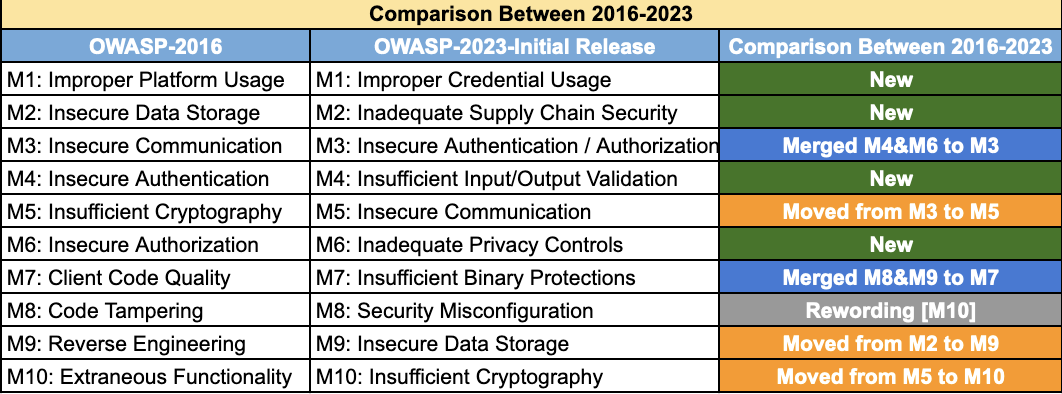 Comparison Between 2016-2023
OWASP-2016 OWASP-2023-Initial Release Comparison Between 2016-2023
M1: Improper Platform Usage M1: Improper Credential Usage New
M2: Insecure Data Storage M2: Inadequate Supply Chain Security New
M3: Insecure Communication M3: Insecure Authentication / Authorization Merged M4&M6 to M3
M4: Insecure Authentication M4: Insufficient Input/Output Validation New
M5: Insufficient Cryptography M5: Insecure Communication Moved from M3 to M5
M6: Insecure Authorization M6: Inadequate Privacy Controls New
M7: Client Code Quality M7: Insufficient Binary Protections Merged M8&M9 to M7
M8: Code Tampering M8: Security Misconfiguration Rewording [M10]
M9: Reverse Engineering M9: Insecure Data Storage Moved from M2 to M9
M10: Extraneous Functionality M10: Insufficient Cryptography Moved from M5 to M10